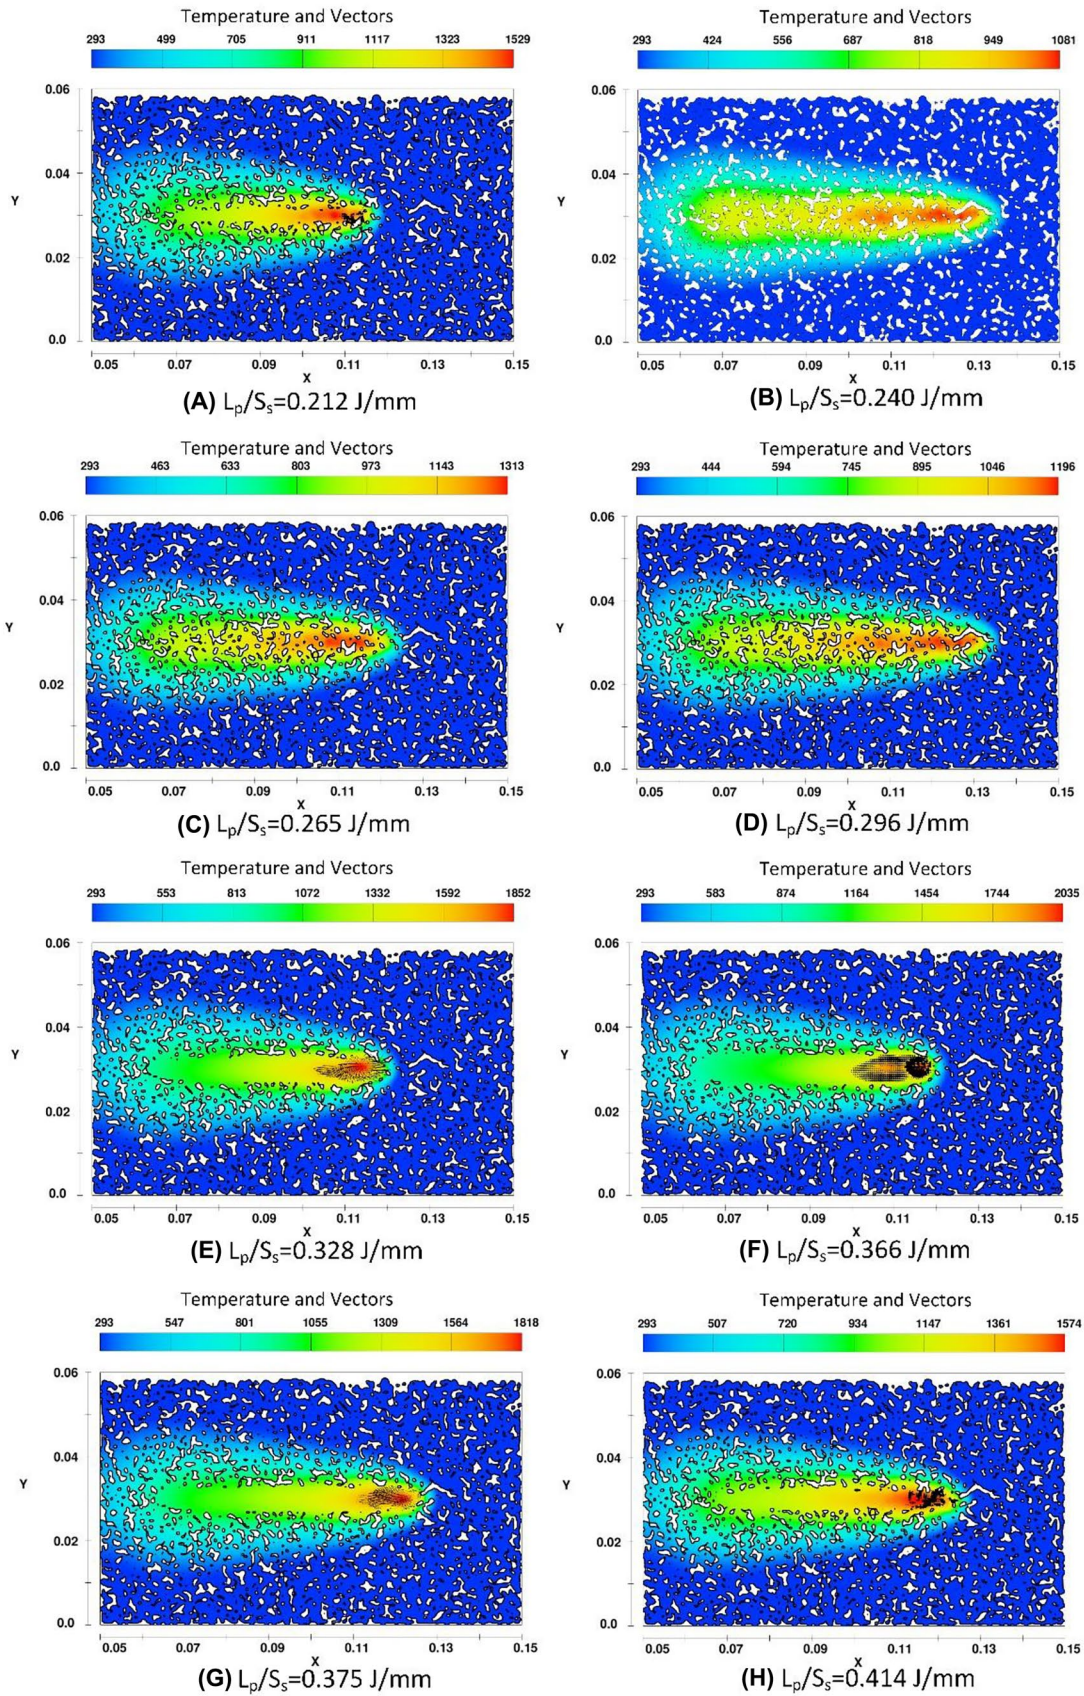 Temperature and Vectors
293 499 705 911 1117 1323 1529
0.06
0.04
Y
0.02
0.0
0.05 0.07 0.09 0.11 0.13 0.15
X
(A) Lp/Ss=0.212 J/mm
Temperature and Vectors
293 424 556 687 818 949 1081
0.06
0.04
Y
0.02
0.00
0.05 0.07 0.09 0.11 0.13 0.15
X
(B) Lp/Ss=0.240 J/mm
Temperature and Vectors
293 463 633 803 973 1143 1313
0.06
0.04
Y
0.02
0.0
0.05 0.07 0.09 0.11 0.13 0.15
X
(C) Lp/Ss=0.265 J/mm
Temperature and Vectors
293 444 594 745 895 1046 1196
0.06
0.04
Y
0.02
0.0
0.05 0.07 0.09 0.11 0.13 0.15
X
(D) Lp/Ss=0.296 J/mm
Temperature and Vectors
293 553 813 1072 1332 1592 1852
0.06
0.04
Y
0.02
0.0
0.05 0.07 0.09 0.11 0.13 0.15
X
(E) Lp/Ss=0.328 J/mm
Temperature and Vectors
293 583 874 1164 1454 1744 2035
0.06
0.04
Y
0.02
0.0
0.05 0.07 0.09 0.11 0.13 0.15
X
(F) Lp/Ss=0.366 J/mm
Temperature and Vectors
293 547 801 1055 1309 1564 1818
0.06
0.04
Y
0.02
0.0
0.05 0.07 0.09 0.11 0.13 0.15
X
(G) Lp/Ss=0.375 J/mm
Temperature and Vectors
293 507 720 934 1147 1361 1574
0.06
0.04
Y
0.02
0.0
0.05 0.07 0.09 0.11 0.13 0.15
X
(H) Lp/Ss=0.414 J/mm